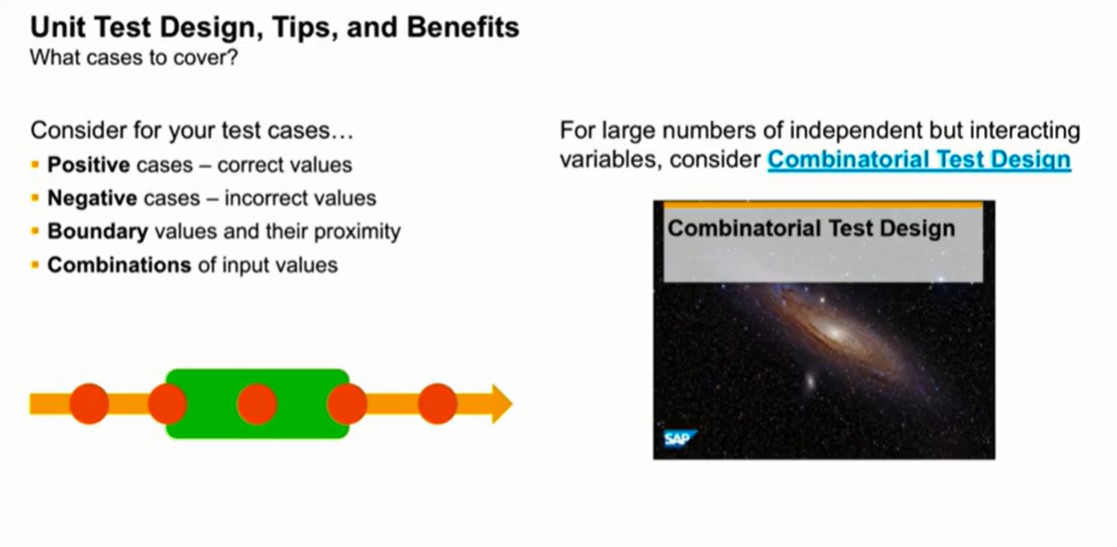 Unit Test Design, Tips, and Benefits
What cases to cover?
Consider for your test cases…
▪ Positive cases – correct values
▪ Negative cases – incorrect values
▪ Boundary values and their proximity
▪ Combinations of input values
For large numbers of independent but interacting
variables, consider Combinatorial Test Design
Combinatorial Test Design
SAP